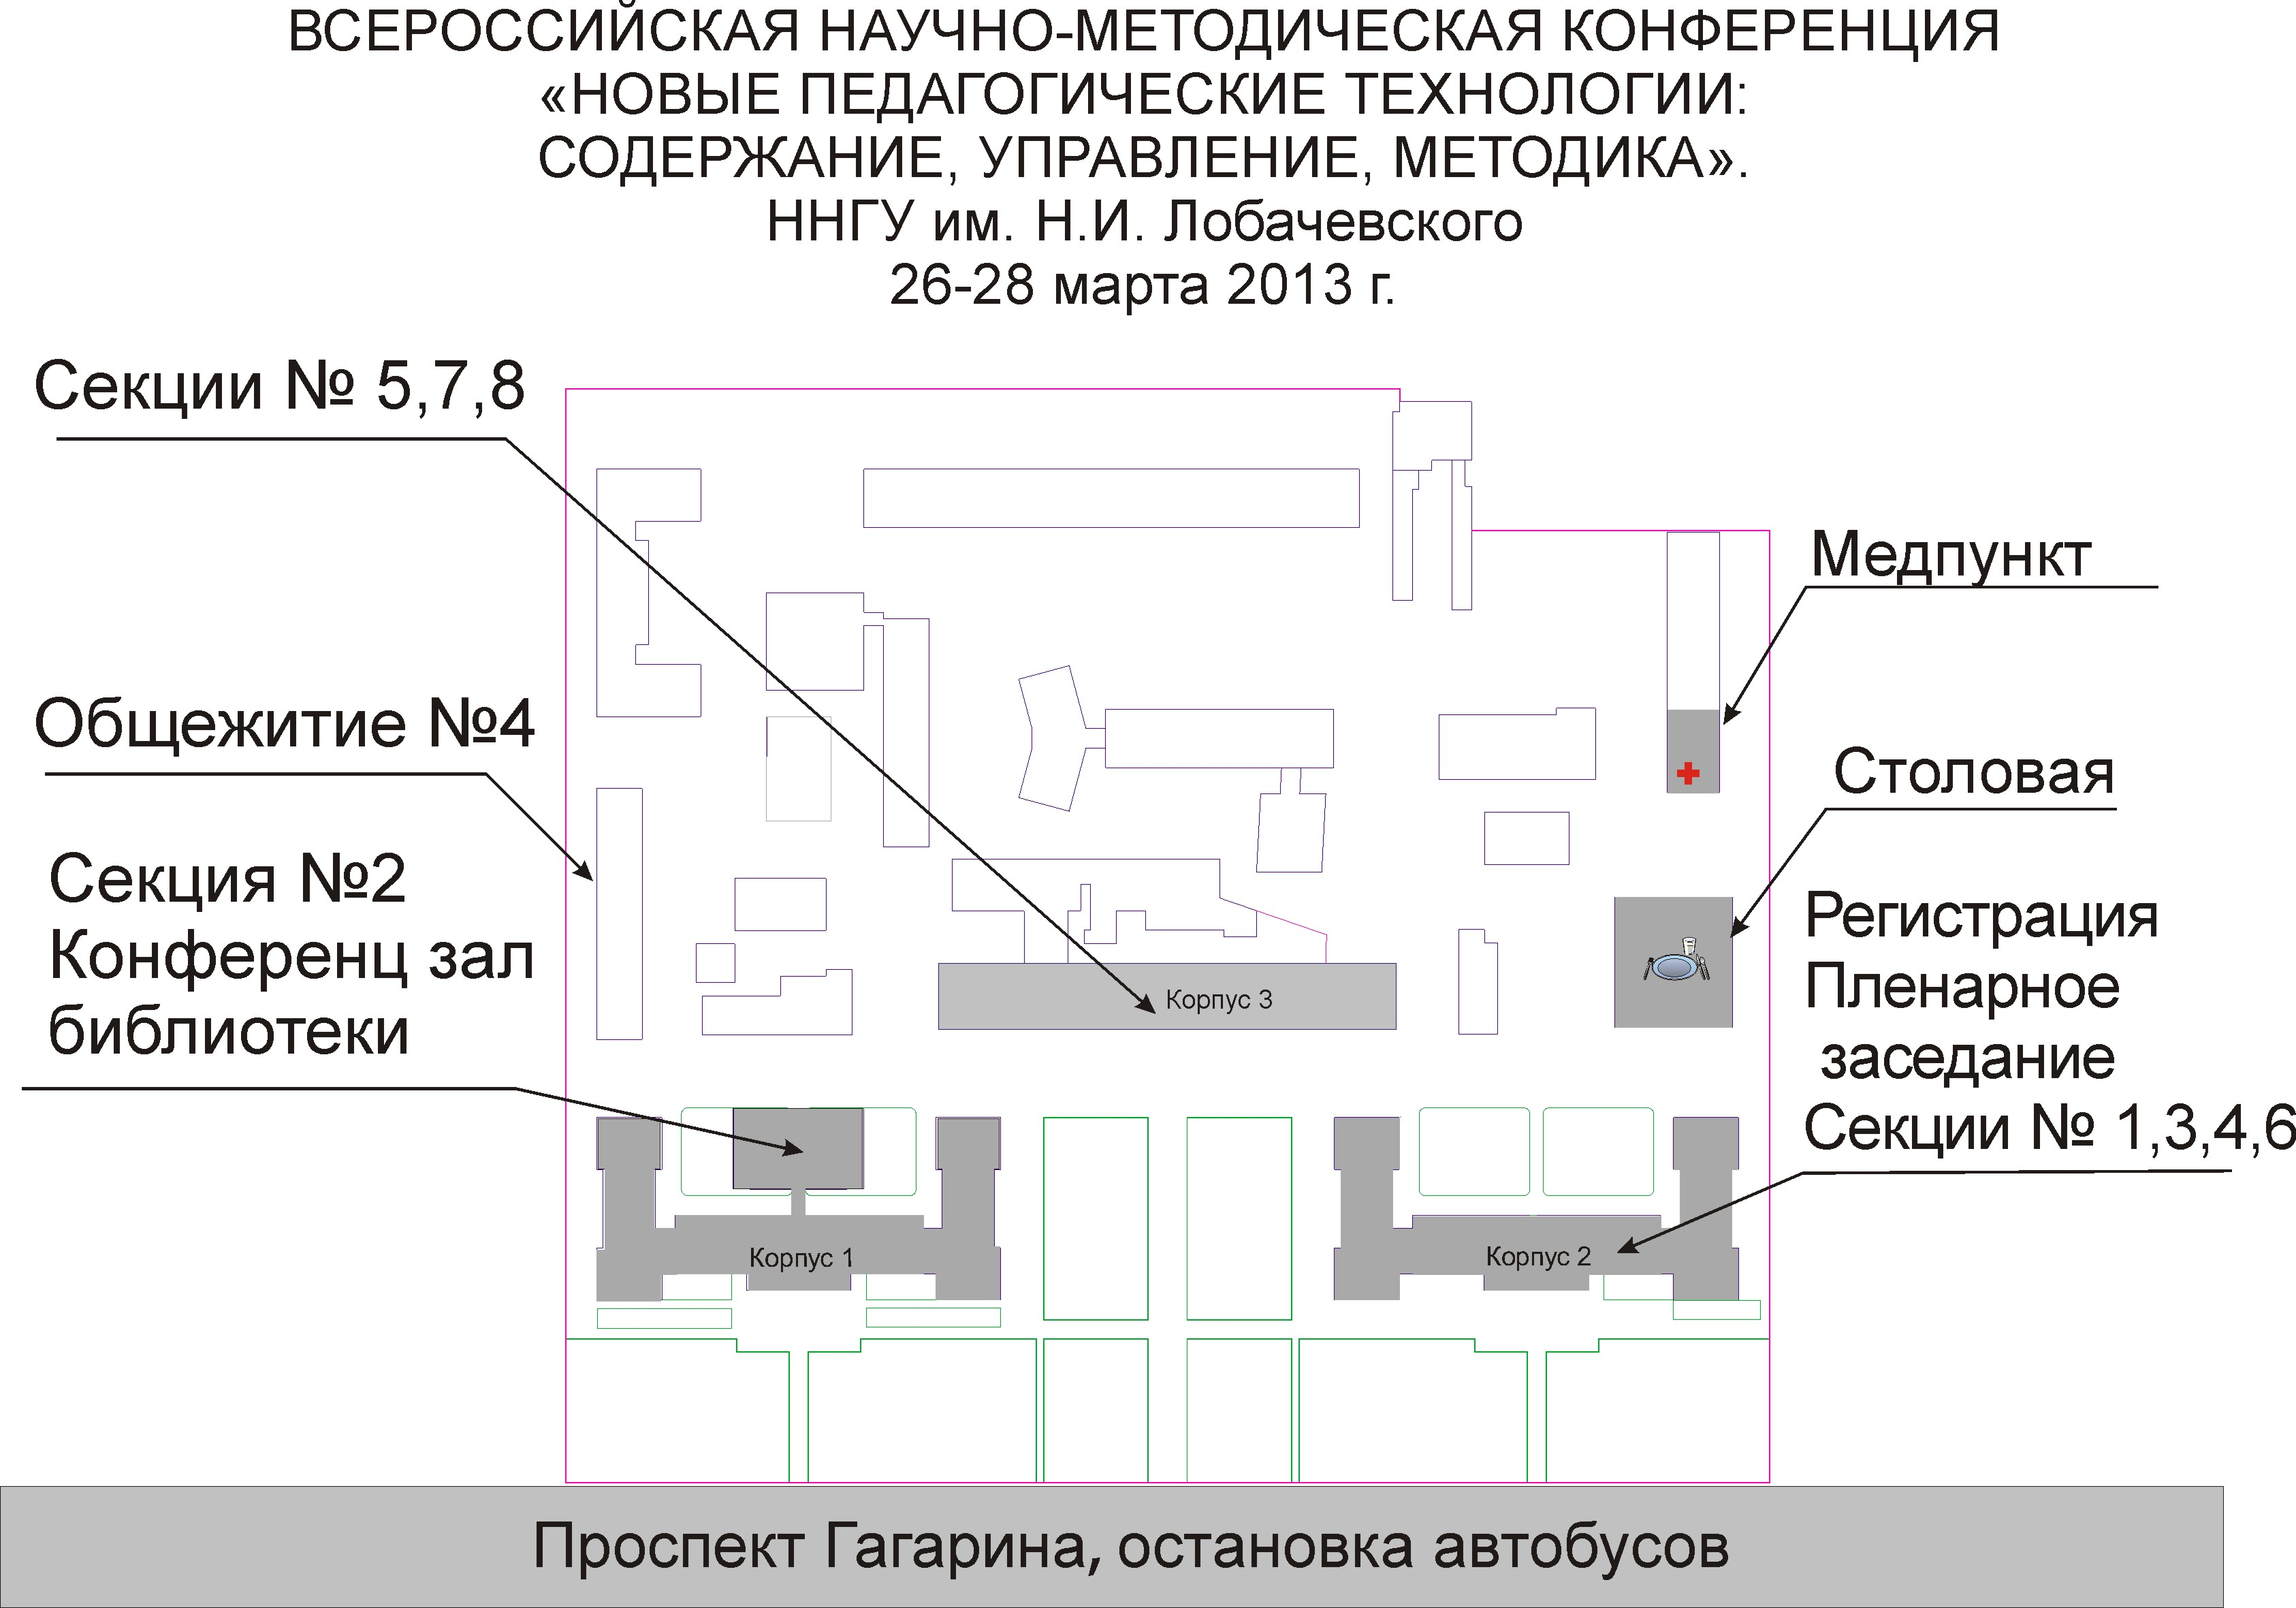 ВСЕРОССИЙСКАЯ НАУЧНО-МЕТОДИЧЕСКАЯ КОНФЕРЕНЦИЯ
«НОВЫЕ ПЕДАГОГИЧЕСКИЕ ТЕХНОЛОГИИ:
СОДЕРЖАНИЕ, УПРАВЛЕНИЕ, МЕТОДИКА».
ННГУ им. Н.И. Лобачевского
26-28 марта 2013 г.
Секции № 5,7,8
Медпункт
Общежитие №4
Столовая
Секция №2
Конференц зал
библиотеки
Регистрация
Пленарное
заседание
Секции № 1,3,4,6
Корпус 3
Корпус 1
Корпус 2
Проспект Гагарина, остановка автобусов